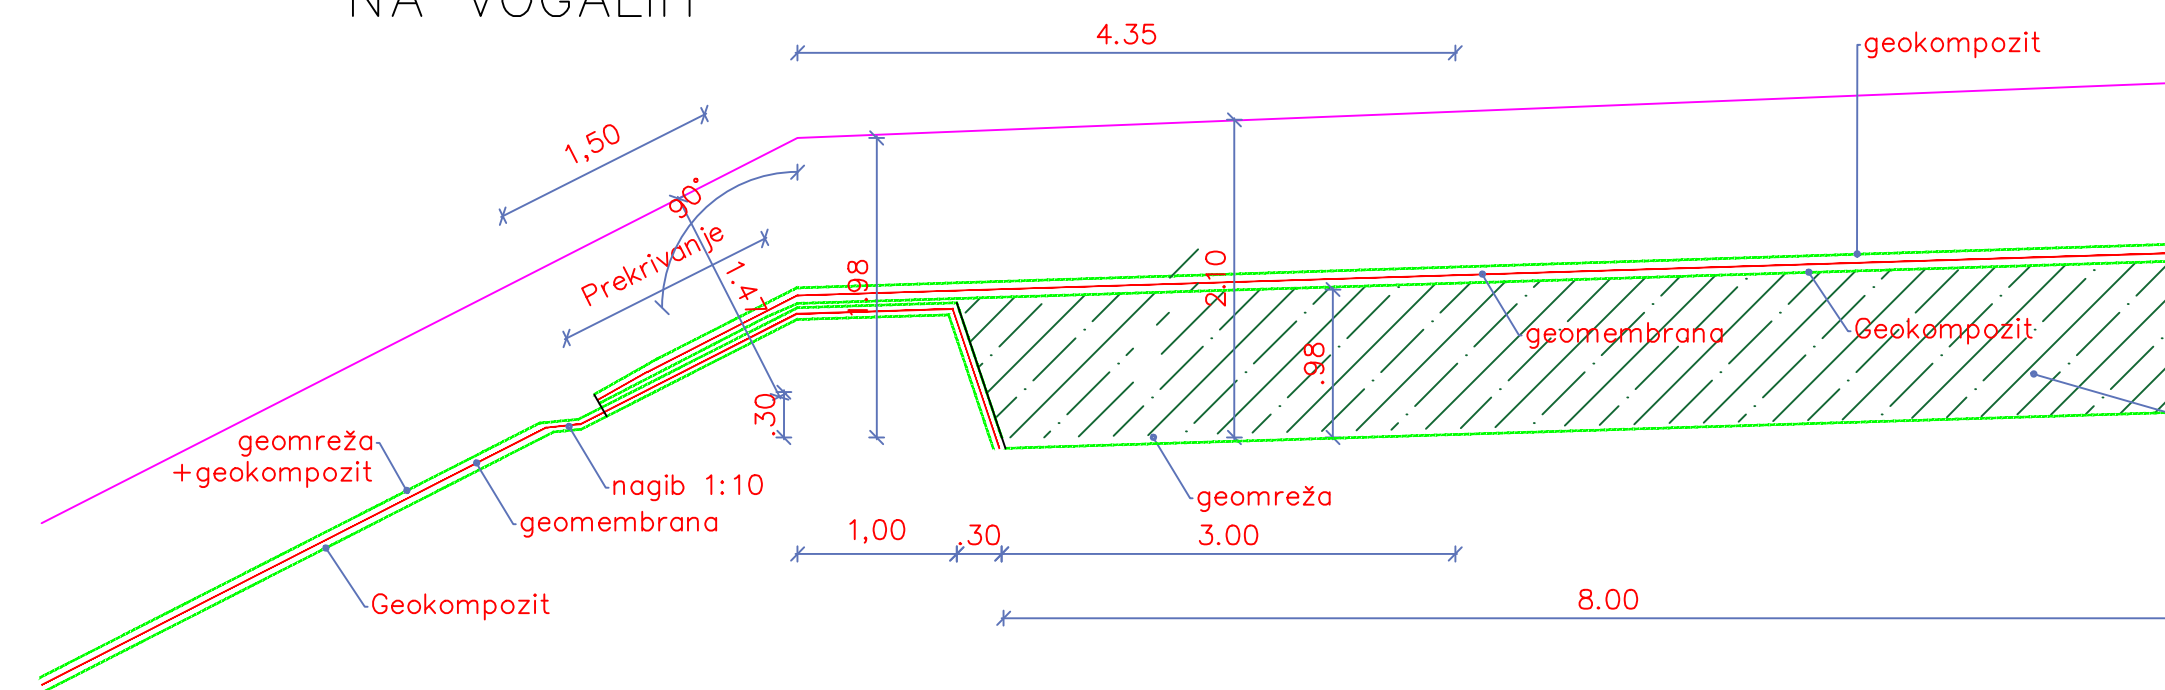 NA VOGALIH
4.35
geokompozit
1,50
90°
Prekrivanje
1.47
1.98
2.10
.98
geomembrana
Geokompozit
.30
geomreža
+geokompozit
nagib 1:10
geomembrana
geomreža
1,00
.30
3.00
Geokompozit
8.00